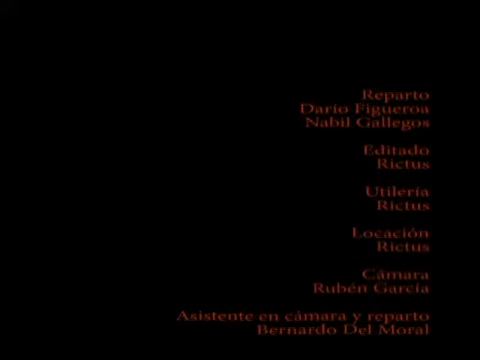 Reparto
Darío Figueroa
Nabil Gallegos
Editado
Rictus
Utilería
Rictus
Locación
Rictus
Cámara
Rubén García
Asistente en cámara y reparto
Bernardo Del Moral